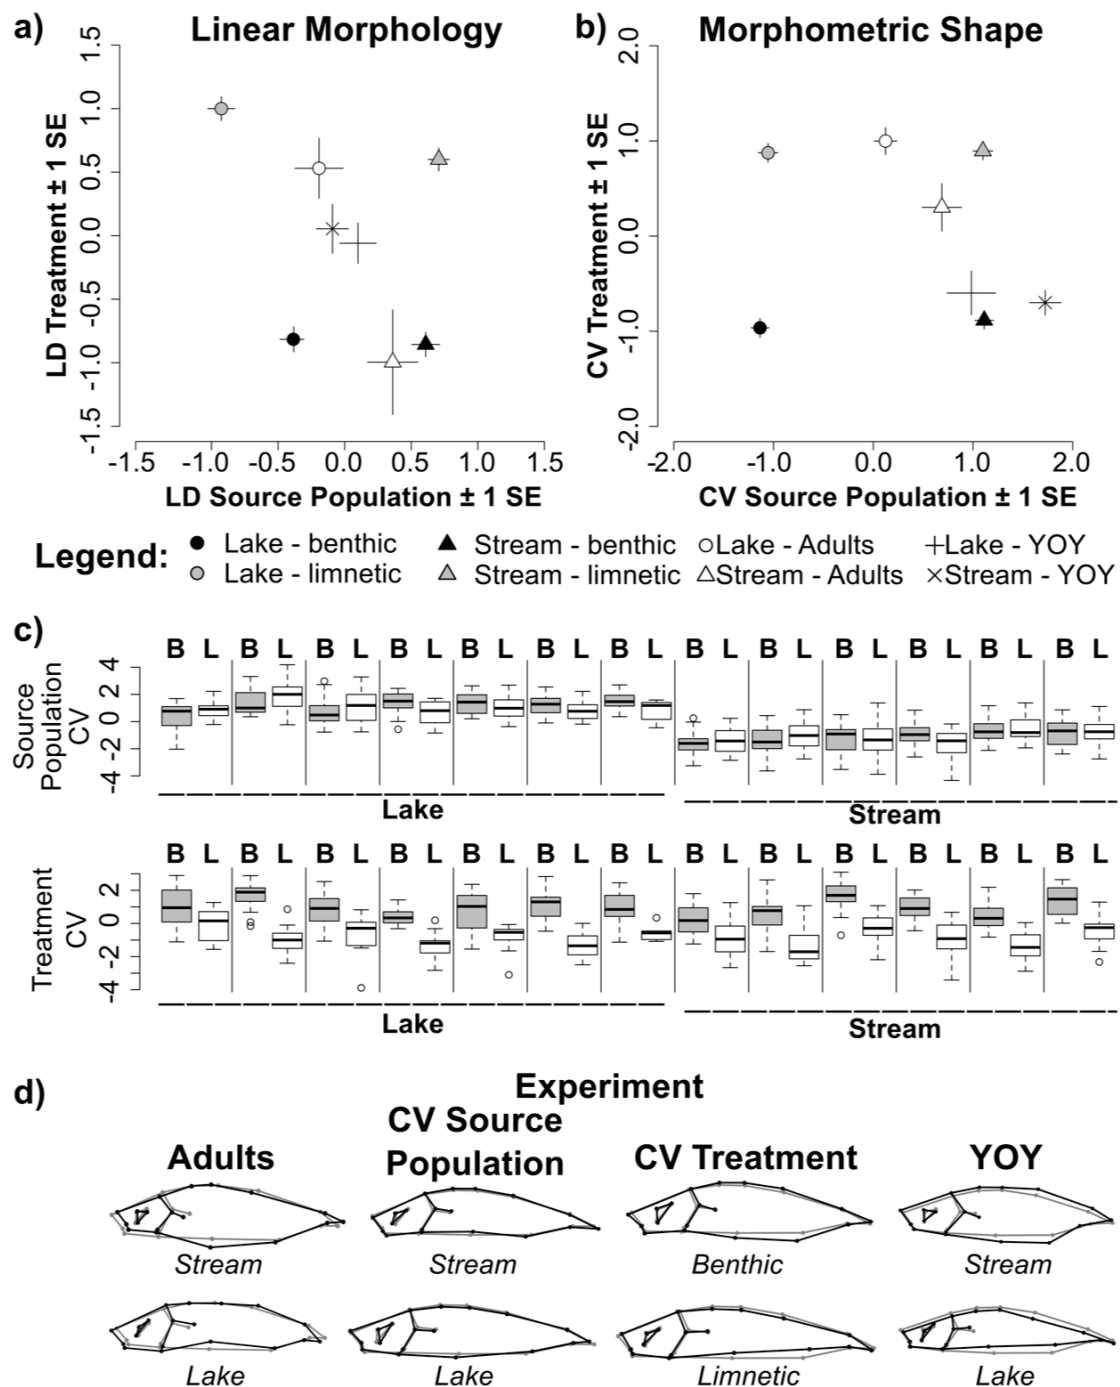 a) Linear Morphology
b) Morphometric Shape
LD Treatment ± 1 SE
1.5
1.0
0.5
0.0
-0.5
-1.0
-1.5
-1.5 -1.0 -0.5 0.0 0.5 1.0 1.5
LD Source Population ± 1 SE
CV Treatment ± 1 SE
2.0
1.0
0.0
-1.0
-2.0
-2.0 -1.0 0.0 1.0 2.0
CV Source Population ± 1 SE
Legend:
Lake - benthic Stream - benthic Lake - Adults Lake - YOY
Lake - limnetic Stream - limnetic Stream - Adults Stream - YOY
c)
B L B L B L B L B L B L B L B L B L B L B L B L B L
Source
Population
CV
4
2
0
-2
-4
Lake Stream
B L B L B L B L B L B L B L B L B L B L B L B L B L
Treatment
CV
2
0
-2
-4
Lake Stream
d)
Experiment
Adults
CV Source
Population
CV Treatment
YOY
Stream Stream Benthic Stream
Lake Lake Limnetic Lake